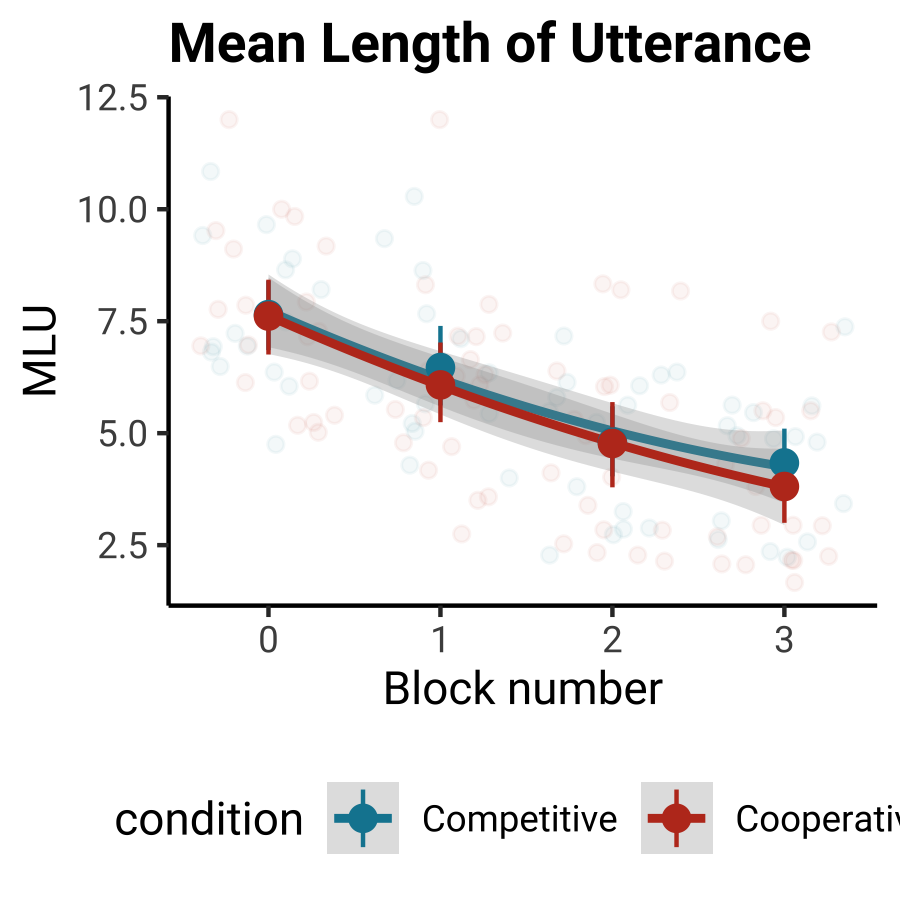 Mean Length of Utterance
12.5
10.0
7.5
5.0
2.5
MLU
0 1 2 3
Block number
condition Competitive Cooperativ